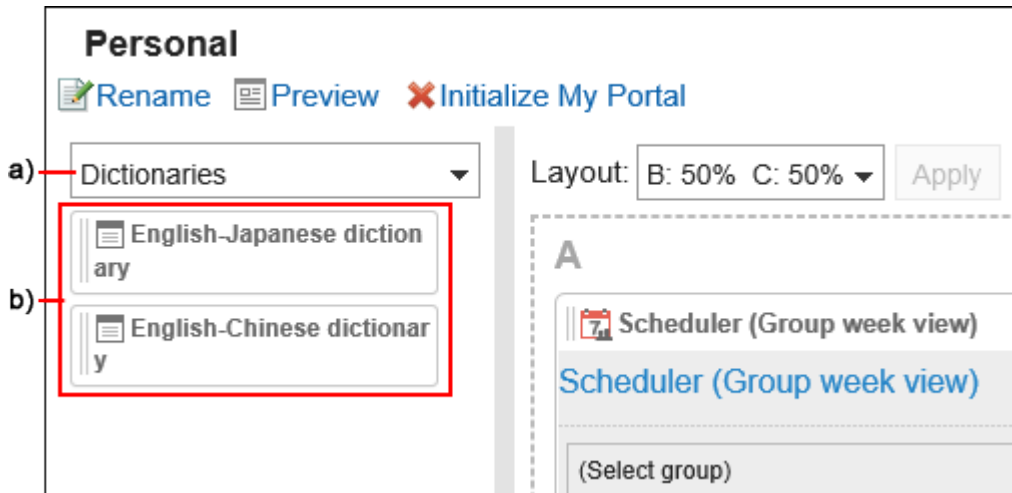 Personal
Rename Preview Initialize My Portal
a) Dictionaries
Layout: B: 50% C: 50% Apply
b)
English-Japanese diction
ary
English-Chinese dictionar
y
A
7 Scheduler (Group week view)
Scheduler (Group week view)
(Select group)